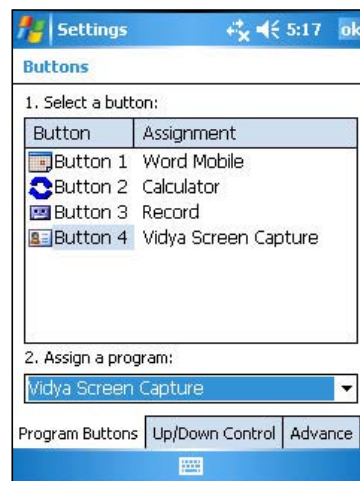 Settings 5:17 ok
Buttons
1. Select a button:
Button Assignment
Button 1 Word Mobile
Button 2 Calculator
Button 3 Record
Button 4 Vidya Screen Capture
2. Assign a program:
Vidya Screen Capture
Program Buttons Up/Down Control Advance